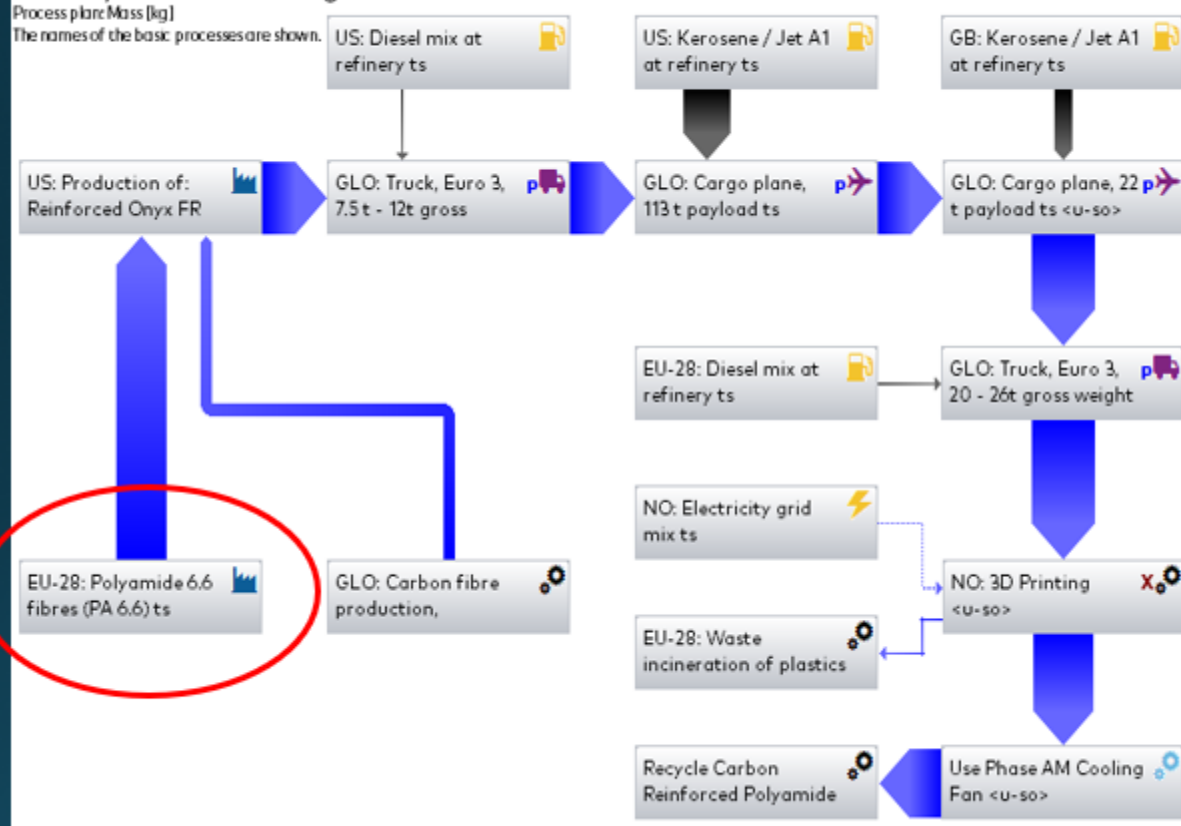 Process plan: Mass [kg]
The names of the basic processes are shown.
US: Diesel mix at
refinery ts
US: Kerosene / Jet A1
at refinery ts
GB: Kerosene / Jet A1
at refinery ts
US: Production of:
Reinforced Onyx FR
GLO: Truck, Euro 3,
7.5 t - 12t gross
p
GLO: Cargo plane,
113 t payload ts
p
GLO: Cargo plane, 22
t payload ts <u-so>
p
EU-28: Diesel mix at
refinery ts
GLO: Truck, Euro 3,
20 - 26t gross weight
p
NO: Electricity grid
mix ts
EU-28: Polyamide 6.6
fibres (PA 6.6) ts
GLO: Carbon fibre
production,
NO: 3D Printing
<u-so>
X
EU-28: Waste
incineration of plastics
Recycle Carbon
Reinforced Polyamide
Use Phase AM Cooling
Fan <u-so>